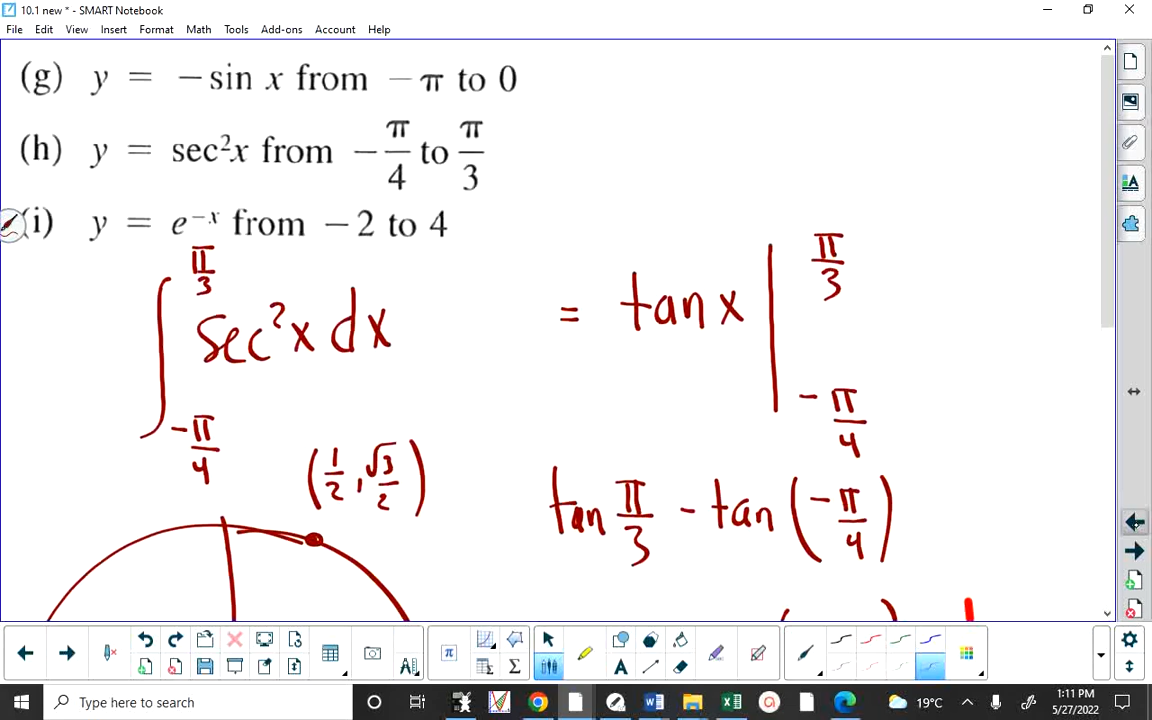 10.1 new * - SMART Notebook
File Edit View Insert Format Math Tools Add-ons Account Help
(g) y = −sin x from −π to 0
(h) y = sec²x from −π/4 to π/3
(i) y = e⁻ˣ from −2 to 4
∫ π/3 -π/4 sec²x dx = tan x | π/3 -π/4
(1/2, √3/2)
tan π/3 - tan (-π/4)
Type here to search
19°C
1:11 PM
5/27/2022